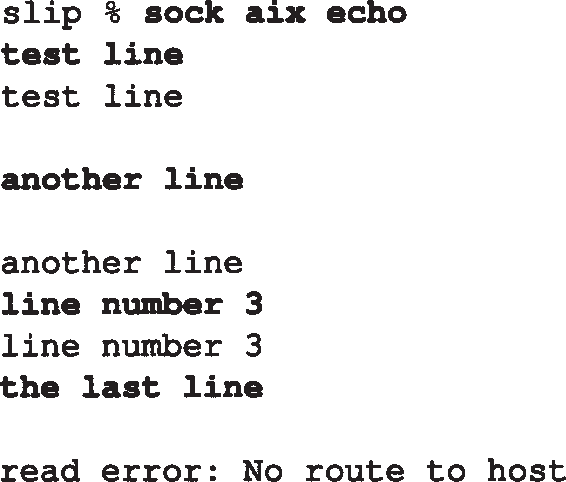 slip % sock aix echo
test line
test line
another line
another line
line number 3
line number 3
the last line
read error: No route to host